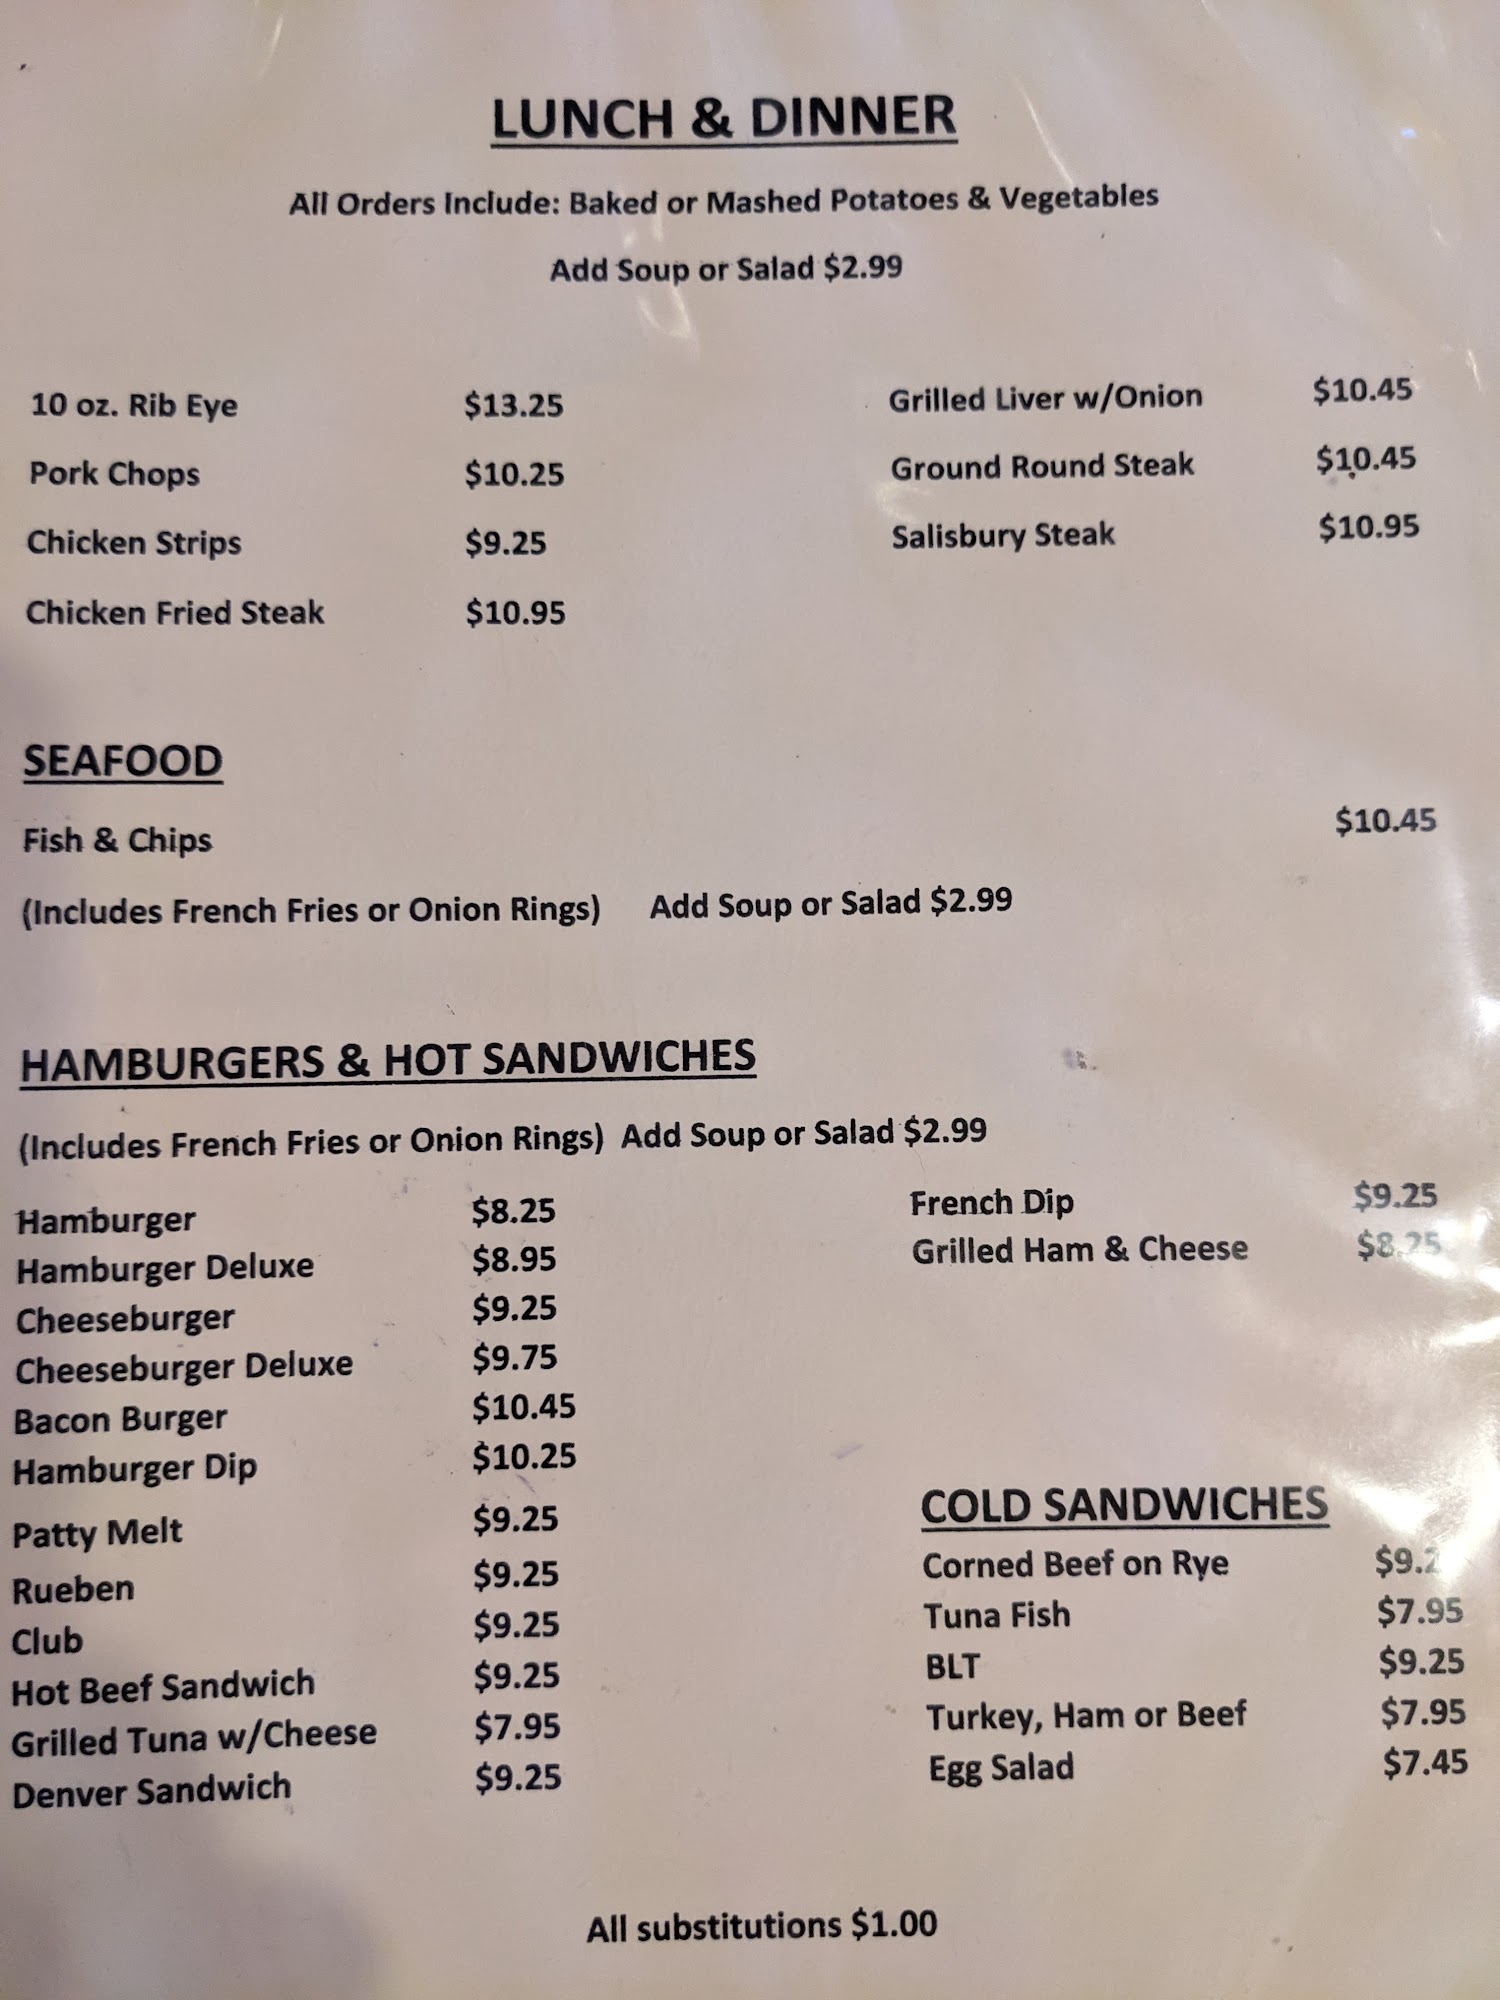 LUNCH & DINNER
All Orders Include: Baked or Mashed Potatoes & Vegetables
Add Soup or Salad $2.99
10 oz. Rib Eye $13.25
Pork Chops $10.25
Chicken Strips $9.25
Chicken Fried Steak $10.95
Grilled Liver w/Onion $10.45
Ground Round Steak $10.45
Salisbury Steak $10.95
SEAFOOD
Fish & Chips $10.45
(Includes French Fries or Onion Rings) Add Soup or Salad $2.99
HAMBURGERS & HOT SANDWICHES
(Includes French Fries or Onion Rings) Add Soup or Salad $2.99
Hamburger $8.25
Hamburger Deluxe $8.95
Cheeseburger $9.25
Cheeseburger Deluxe $9.75
Bacon Burger $10.45
Hamburger Dip $10.25
Patty Melt $9.25
Rueben $9.25
Club $9.25
Hot Beef Sandwich $9.25
Grilled Tuna w/Cheese $7.95
Denver Sandwich $9.25
French Dip $9.25
Grilled Ham & Cheese $8.25
COLD SANDWICHES
Corned Beef on Rye
Tuna Fish $7.95
BLT $9.25
Turkey, Ham or Beef $7.95
Egg Salad $7.45
All substitutions $1.00